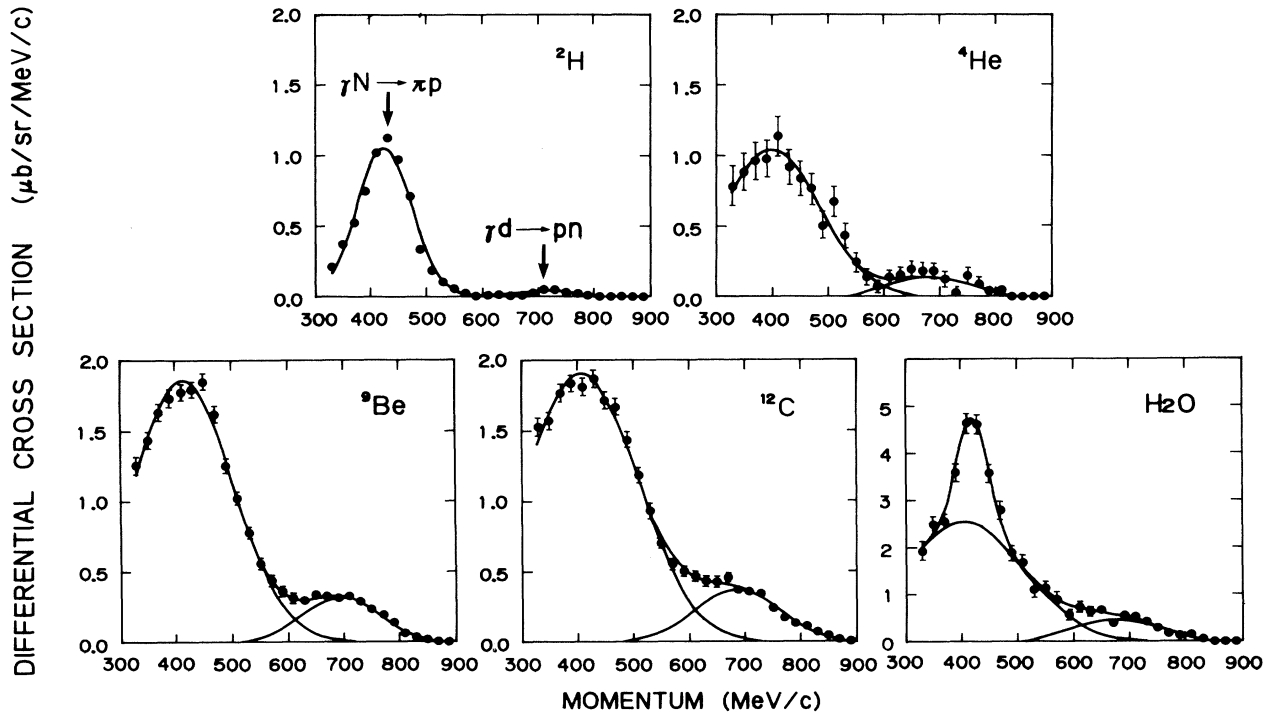 DIFFERENTIAL CROSS SECTION (μb/sr/MeV/c)
2.0
1.5
1.0
0.5
0.0
300 400 500 600 700 800 900
²H
γN → πp
γd → pn
2.0
1.5
1.0
0.5
0.0
300 400 500 600 700 800 900
⁴He
2.0
1.5
1.0
0.5
0.0
300 400 500 600 700 800 900
⁹Be
2.0
1.5
1.0
0.5
0.0
300 400 500 600 700 800 900
¹²C
5
4
3
2
1
0
300 400 500 600 700 800 900
H2O
MOMENTUM (MeV/c)